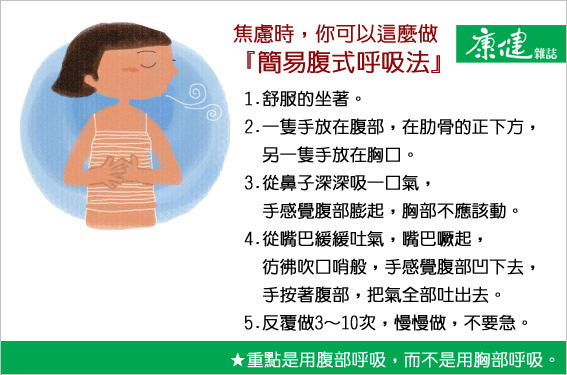 焦慮時，你可以這麼做
『簡易腹式呼吸法』
康健雜誌
1.舒服的坐著。
2.一隻手放在腹部，在肋骨的正下方，
另一隻手放在胸口。
3.從鼻子深深吸一口氣，
手感覺腹部膨起，胸部不應該動。
4.從嘴巴緩緩吐氣，嘴巴噘起，
彷彿吹口哨般，手感覺腹部凹下去，
手按著腹部，把氣全部吐出去。
5.反覆做3～10次，慢慢做，不要急。
★重點是用腹部呼吸，而不是用胸部呼吸。